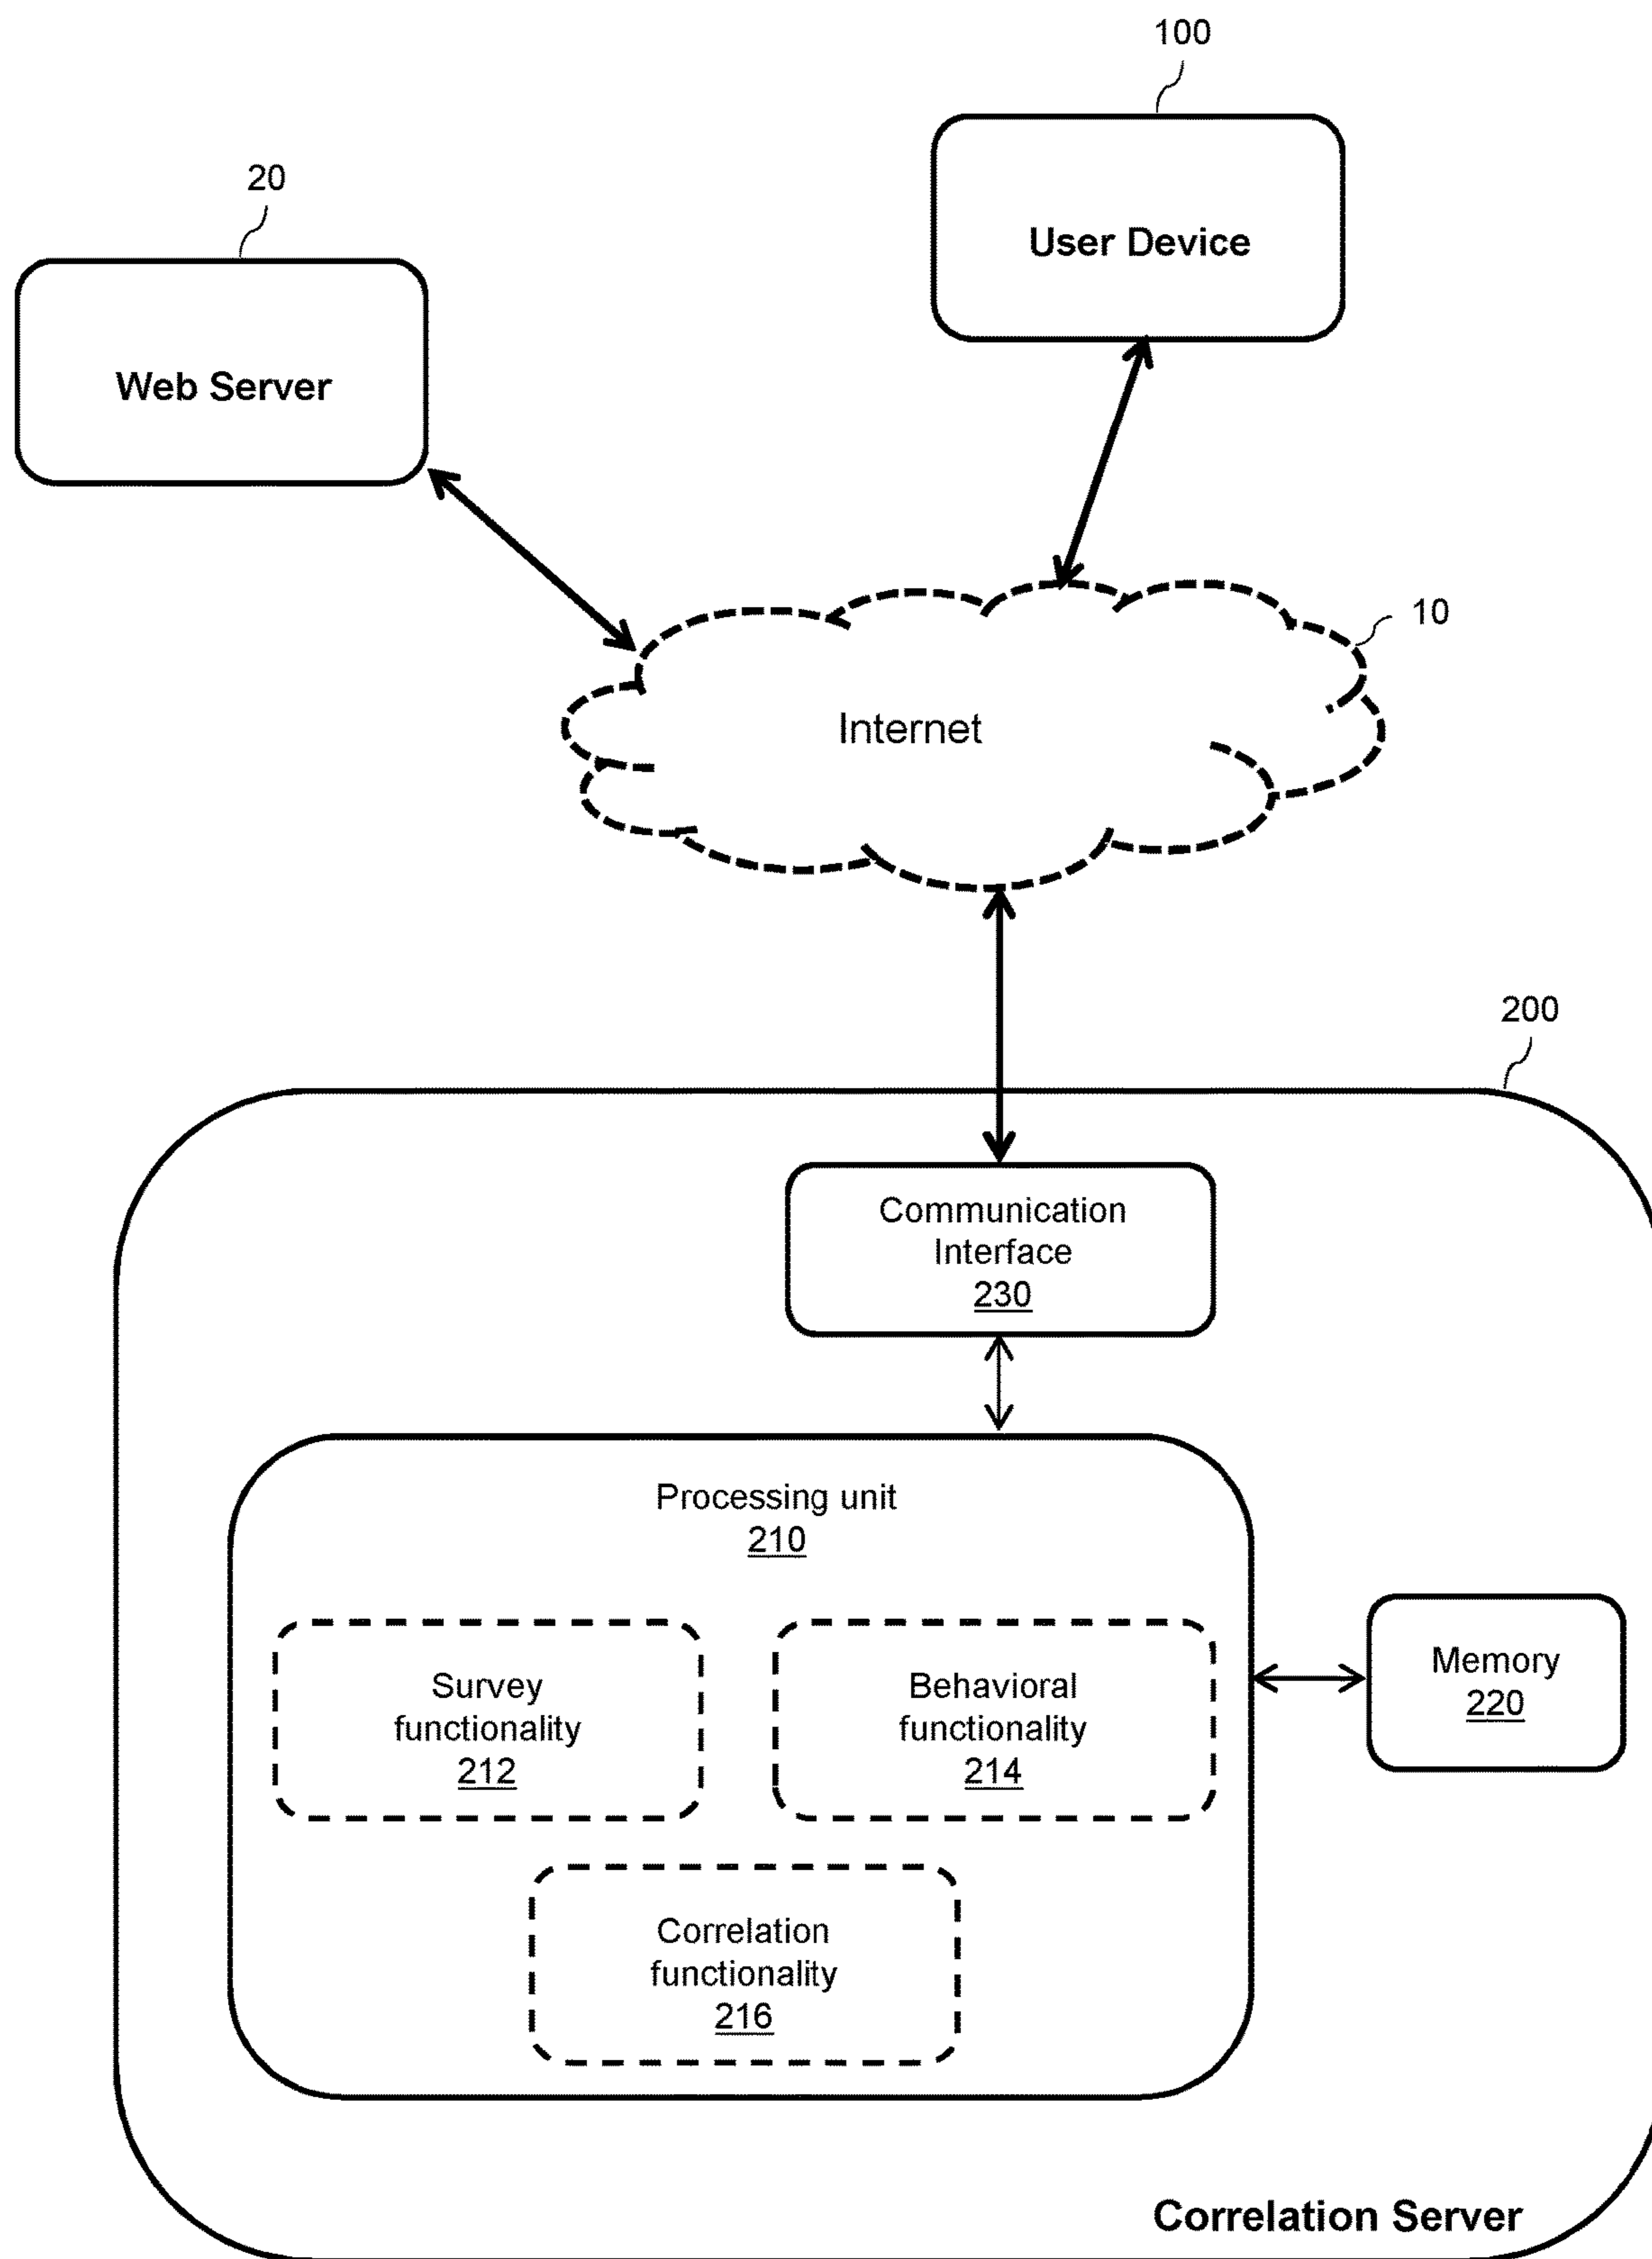 100
20
User Device
Web Server
10
Internet
200
Communication
Interface
230
Processing unit
210
Survey
functionality
212
Behavioral
functionality
214
Memory
220
Correlation
functionality
216
Correlation Server